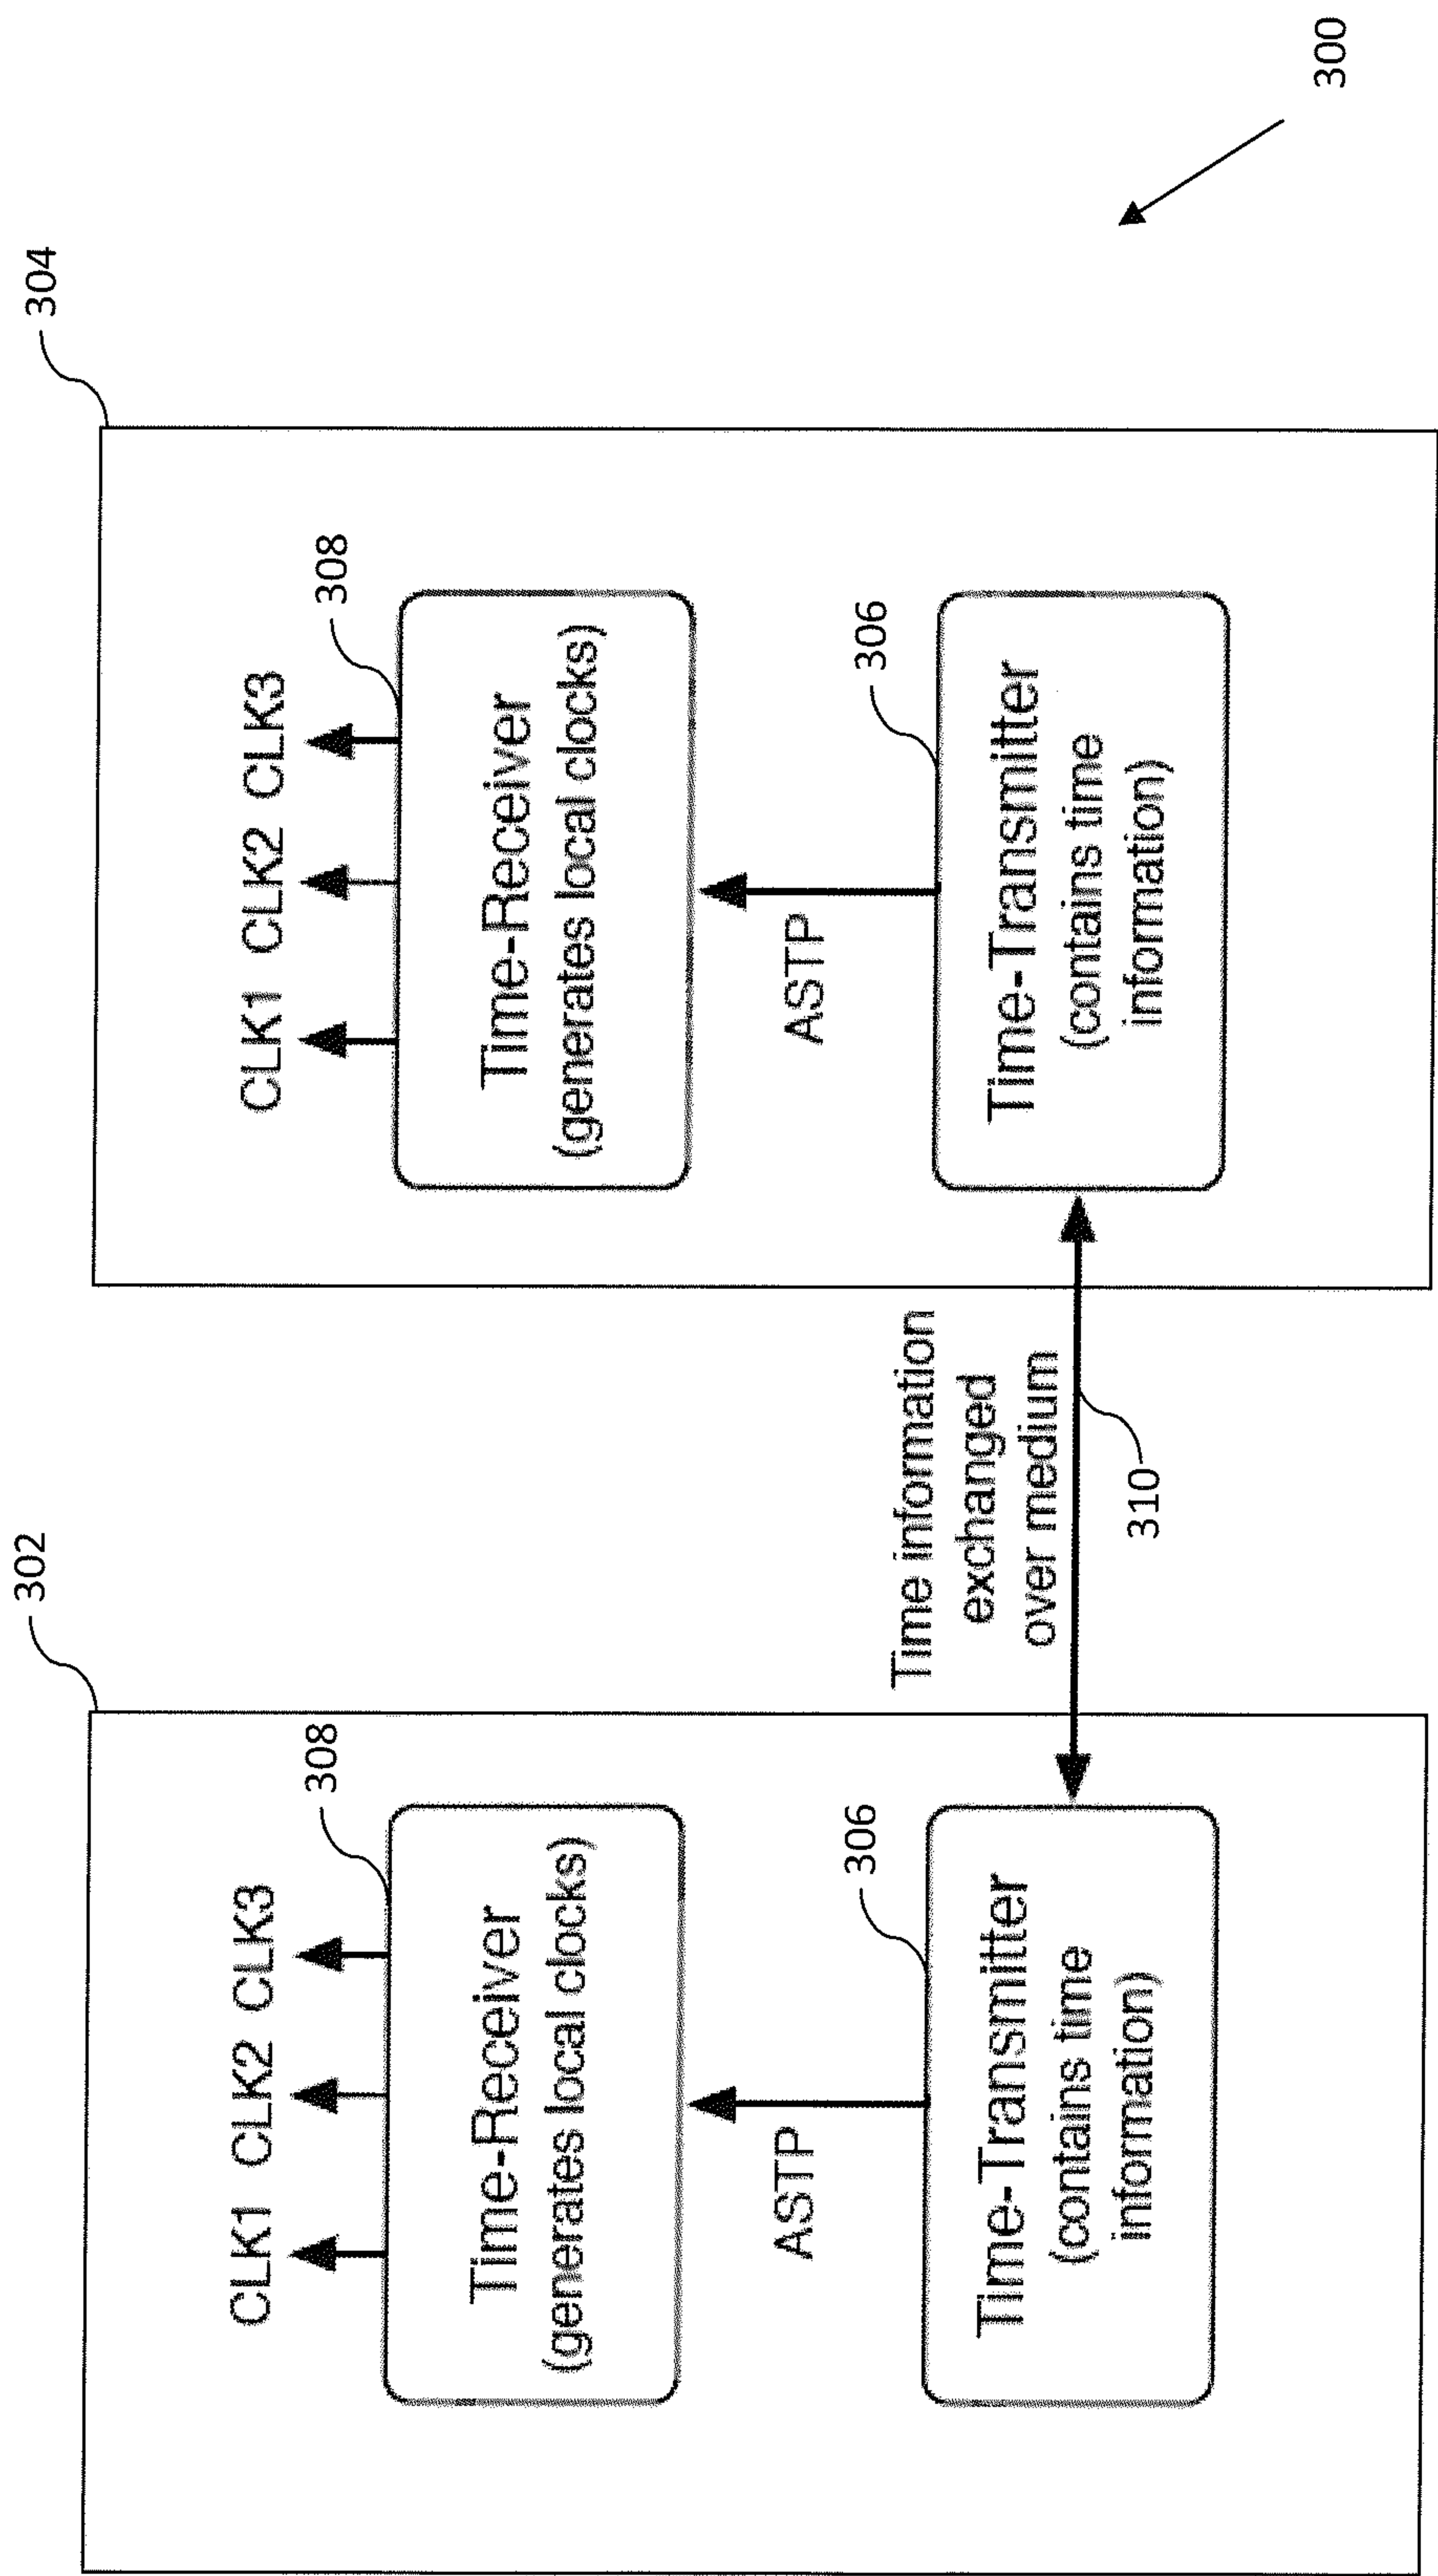 302
CLK1 CLK2 CLK3
308
Time-Receiver
(generates local clocks)
ASTP
306
Time-Transmitter
(contains time
information)
Time information
exchanged
over medium
310
304
CLK1 CLK2 CLK3
308
Time-Receiver
(generates local clocks)
ASTP
306
Time-Transmitter
(contains time
information)
300